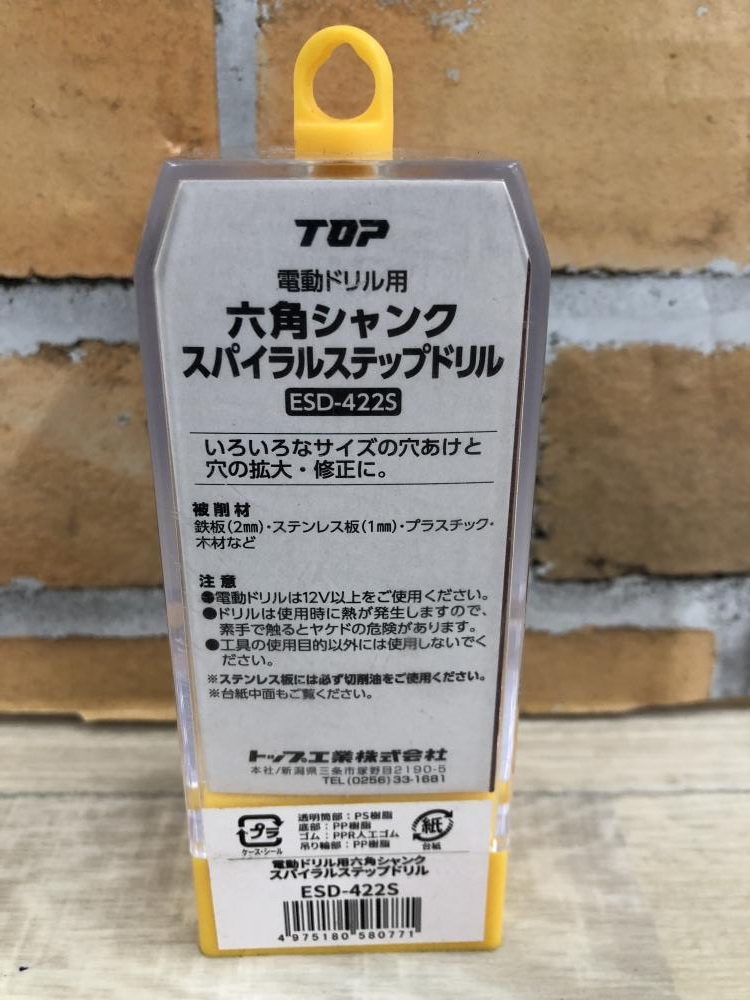 TOP
電動ドリル用
六角シャンク
スパイラルステップドリル
ESD-422S
いろいろなサイズの穴あけと
穴の拡大・修正に。
被削材
鉄板(2㎜)・ステンレス板(1㎜)・プラスチック・
木材など
注意
●電動ドリルは12V以上をご使用ください。
●ドリルは使用時に熱が発生しますので、
素手で触るとヤケドの危険があります。
●工具の使用目的以外には使用しないでく
ださい。
※ステンレス板には必ず切削油をご使用ください。
※台紙中面もご覧ください。
トップ工業株式会社
本社/新潟県三条市塚野目2190-5
TEL(0256)33-1681
プラ
ケース・シール
透明筒部：PS樹脂
底部：PP樹脂
ゴム：PPR人工ゴム
吊り輪部：PP樹脂
紙
台紙
電動ドリル用六角シャンク
スパイラルステップドリル
ESD-422S
4 975180 580771